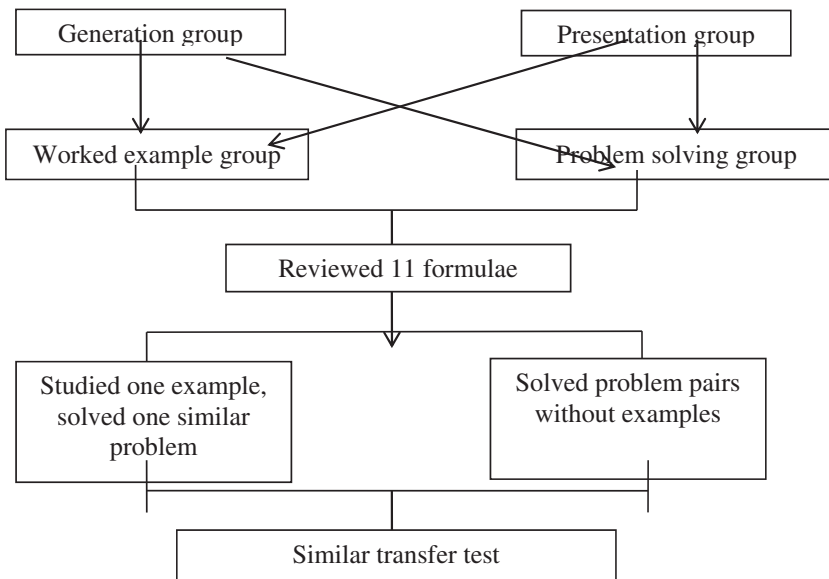 Generation group
Presentation group
Worked example group
Problem solving group
Reviewed 11 formulae
Studied one example,
solved one similar
problem
Solved problem pairs
without examples
Similar transfer test